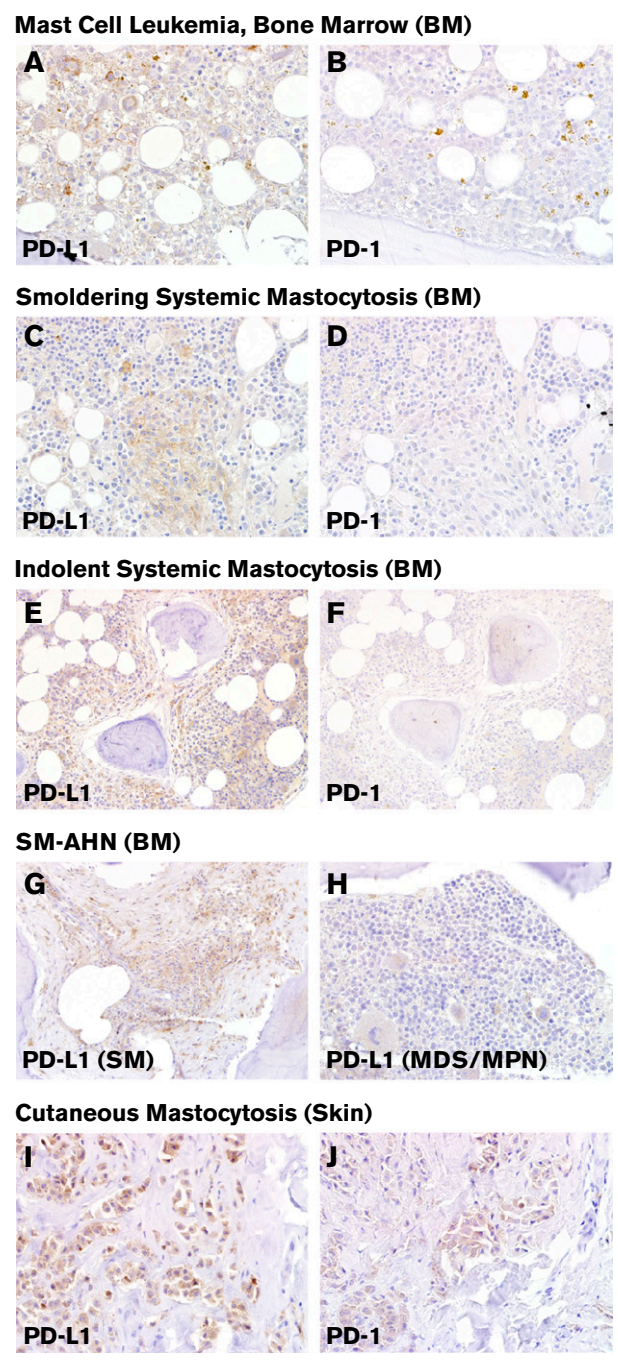 Mast Cell Leukemia, Bone Marrow (BM)
A
B
PD-L1
PD-1
Smoldering Systemic Mastocytosis (BM)
C
D
PD-L1
PD-1
Indolent Systemic Mastocytosis (BM)
E
F
PD-L1
PD-1
SM-AHN (BM)
G
H
PD-L1 (SM)
PD-L1 (MDS/MPN)
Cutaneous Mastocytosis (Skin)
I
J
PD-L1
PD-1